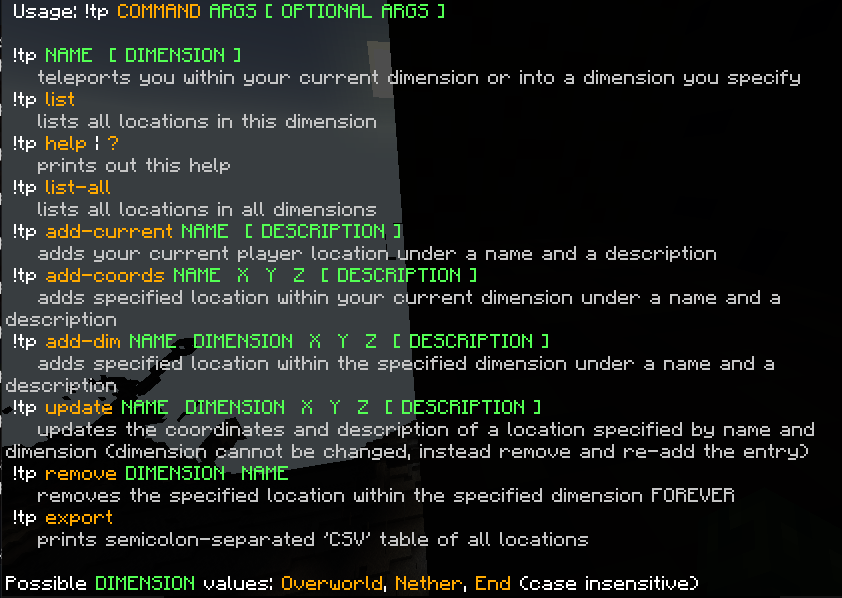 Usage: !tp COMMAND ARGS [ OPTIONAL ARGS ]
!tp NAME [ DIMENSION ]
teleports you within your current dimension or into a dimension you specify
!tp list
lists all locations in this dimension
!tp help | ?
prints out this help
!tp list-all
lists all locations in all dimensions
!tp add-current NAME [ DESCRIPTION ]
adds your current player location under a name and a description
!tp add-coords NAME X Y Z [ DESCRIPTION ]
adds specified location within your current dimension under a name and a
description
!tp add-dim NAME DIMENSION X Y Z [ DESCRIPTION ]
adds specified location within the specified dimension under a name and a
description
!tp update NAME DIMENSION X Y Z [ DESCRIPTION ]
updates the coordinates and description of a location specified by name and
dimension (dimension cannot be changed, instead remove and re-add the entry)
!tp remove DIMENSION NAME
removes the specified location within the specified dimension FOREVER
!tp export
prints semicolon-separated 'CSV' table of all locations
Possible DIMENSION values: Overworld, Nether, End (case insensitive)